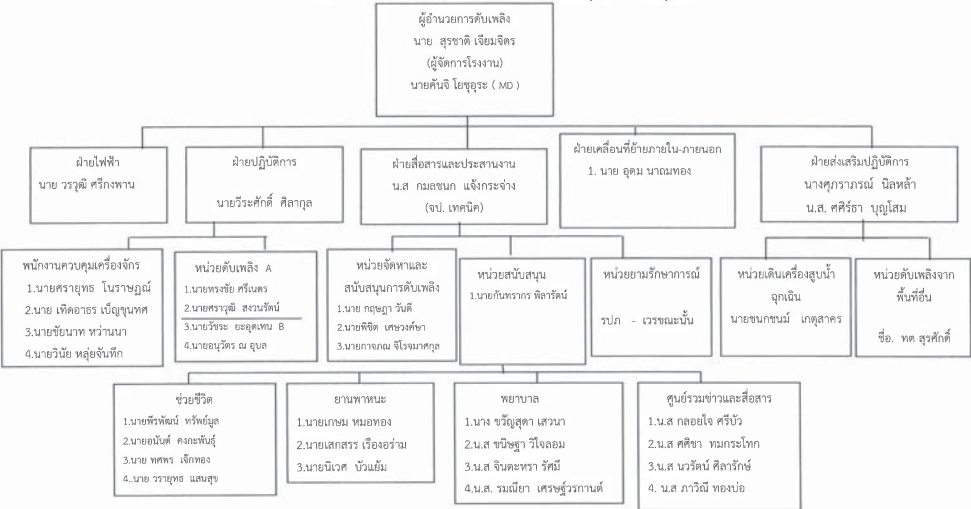 ผู้อำนวยการดับเพลิง
นาย สุรชาติ เจียมจิตร
(ผู้จัดการโรงงาน)
นายคันจิ โยชุอุระ ( MD )
ฝ่ายไฟฟ้า
นาย วรวุฒิ ศรีกงพาน
ฝ่ายปฏิบัติการ
นายวีระศักดิ์ ศิลากุล
ฝ่ายสื่อสารและประสานงาน
น.ส กมลชนก แจ้งกระจ่าง
(จป. เทคนิค)
ฝ่ายเคลื่อนที่ย้ายภายใน-ภายนอก
1. นาย อุดม นาถมทอง
ฝ่ายส่งเสริมปฏิบัติการ
นางศุภราภรณ์ นิลหล้า
น.ส. ศศิร์ธา บุญโสม
พนักงานควบคุมเครื่องจักร
1.นายศรายุทธ โนราษฏณ์
2.นาย เทิดอาธร เบ็ญขุนทศ
3.นายชัยนาท หว่านนา
4.นายวินัย หลุ่ยจันทึก
หน่วยดับเพลิง A
1.นายทรงชัย ศรีเนตร
2.นายศราวุฒิ สงวนรัตน์
3.นายวัชระ ยะอุดเทน B
4.นายอนุวัตร ณ อุบล
หน่วยจัดหาและ
สนับสนุนการดับเพลิง
1.นาย กฤษฎา วันดี
2.นายพิชิต เศษวงค์ษา
3.นายกาจภณ จิโรจมาศกุล
หน่วยสนับสนุน
1.นายกันทรากร พิลารัตน์
หน่วยยามรักษาการณ์
รปภ - เวรขณะนั้น
หน่วยเดินเครื่องสูบน้ำ
ฉุกเฉิน
นายชนกชนม์ เกตุสาคร
หน่วยดับเพลิงจาก
พื้นที่อื่น
ชื่อ. ทต สุรศักดิ์
ช่วยชีวิต
1.นายพีรพัฒน์ ทรัพย์มูล
2.นายอนันต์ คงกะพันธุ์
3.นาย ทศพร เจ๊กทอง
4..นาย วรายุทธ แสนสุข
ยานพาหนะ
1.นายเกษม หมอทอง
2.นายเสกสรร เรืองอร่าม
3.นายนิเวศ บัวแย้ม
พยาบาล
1.นาง ขวัญสุดา เสวนา
2.น.ส ขนิษฐา วิใจลอม
3.น.ส จินตะหรา รัศมี
4.น.ส. รมณียา เศรษฐ์วรกานต์
ศูนย์รวมข่าวและสื่อสาร
1.น.ส กลอยใจ ศรีบัว
2.น.ส ศศิชา ทมกระโทก
3.น.ส นวรัตน์ ศิลารักษ์
4. น.ส ภาวิณี ทองบ่อ